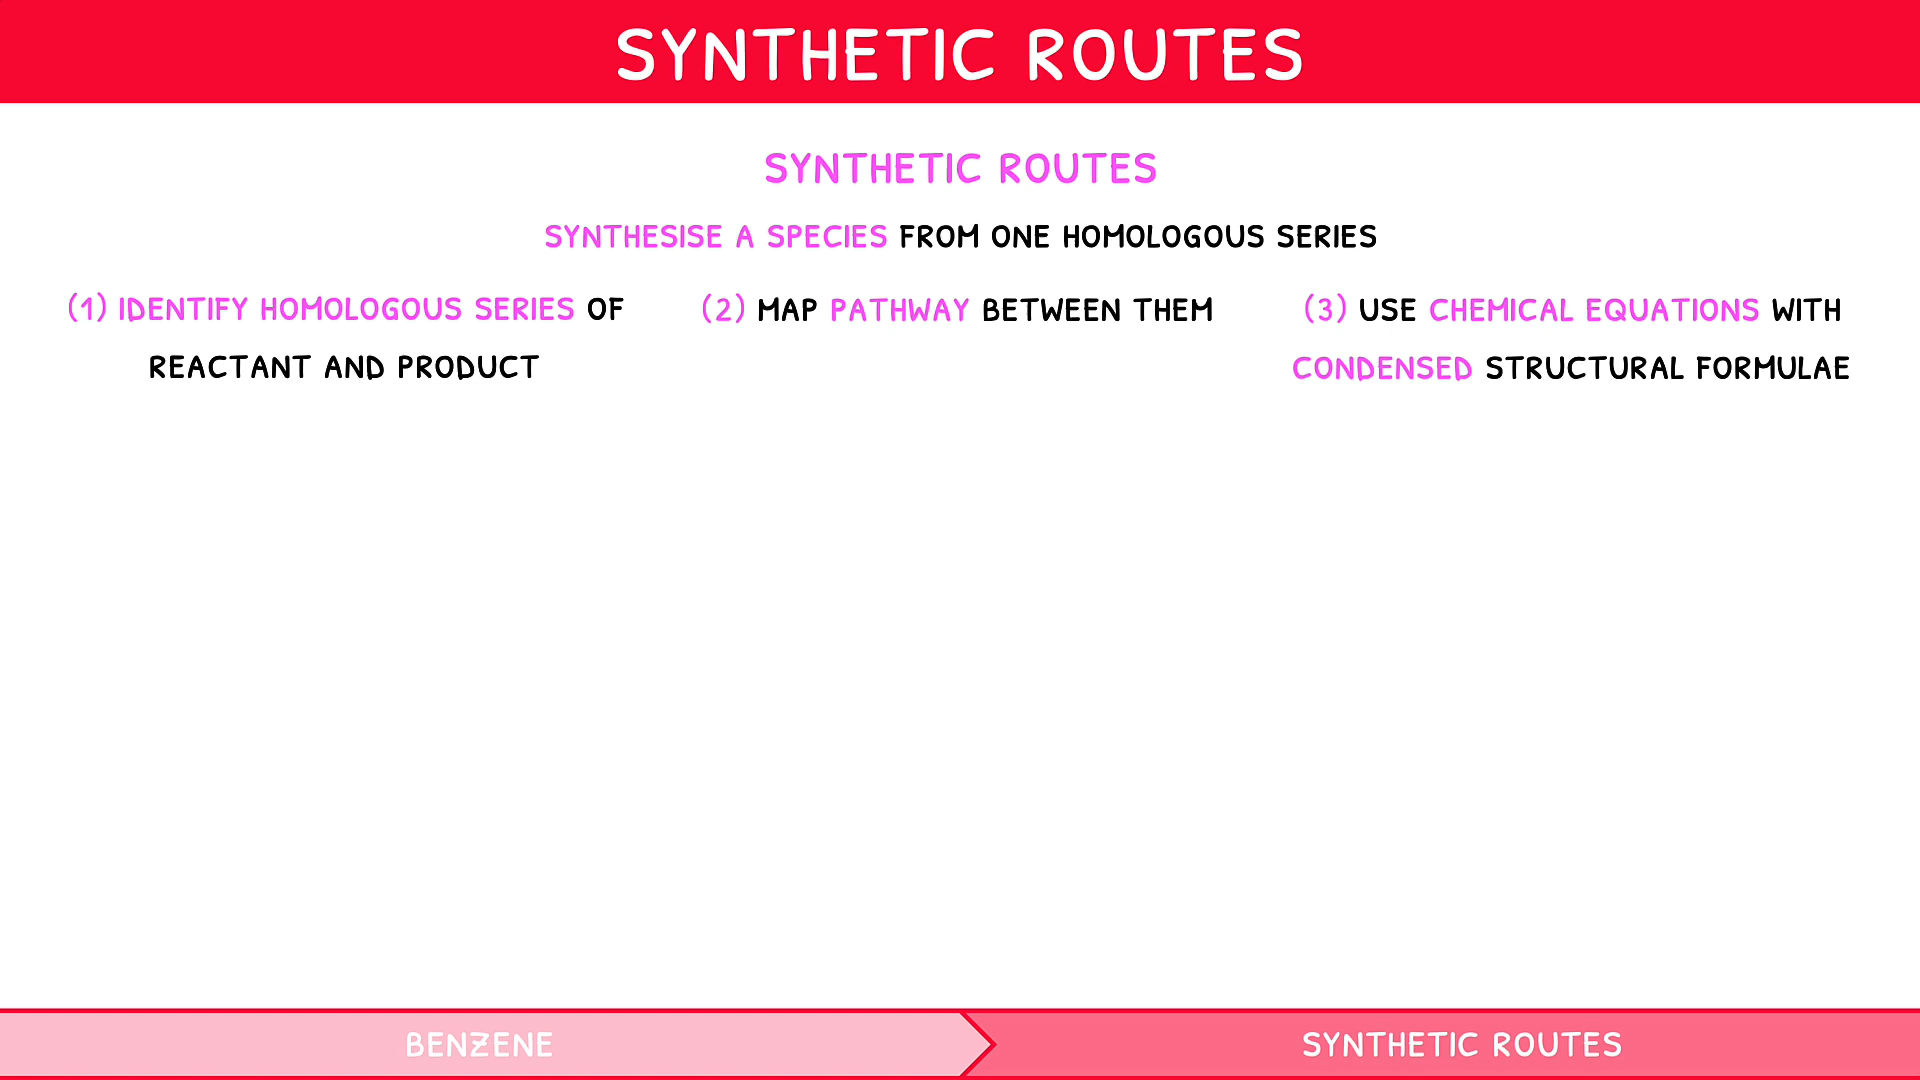 SYNTHETIC ROUTES
SYNTHETIC ROUTES
SYNTHESISE A SPECIES FROM ONE HOMOLOGOUS SERIES
(1) IDENTIFY HOMOLOGOUS SERIES OF
REACTANT AND PRODUCT
(2) MAP PATHWAY BETWEEN THEM
(3) USE CHEMICAL EQUATIONS WITH
CONDENSED STRUCTURAL FORMULAE
BENZENE
SYNTHETIC ROUTES